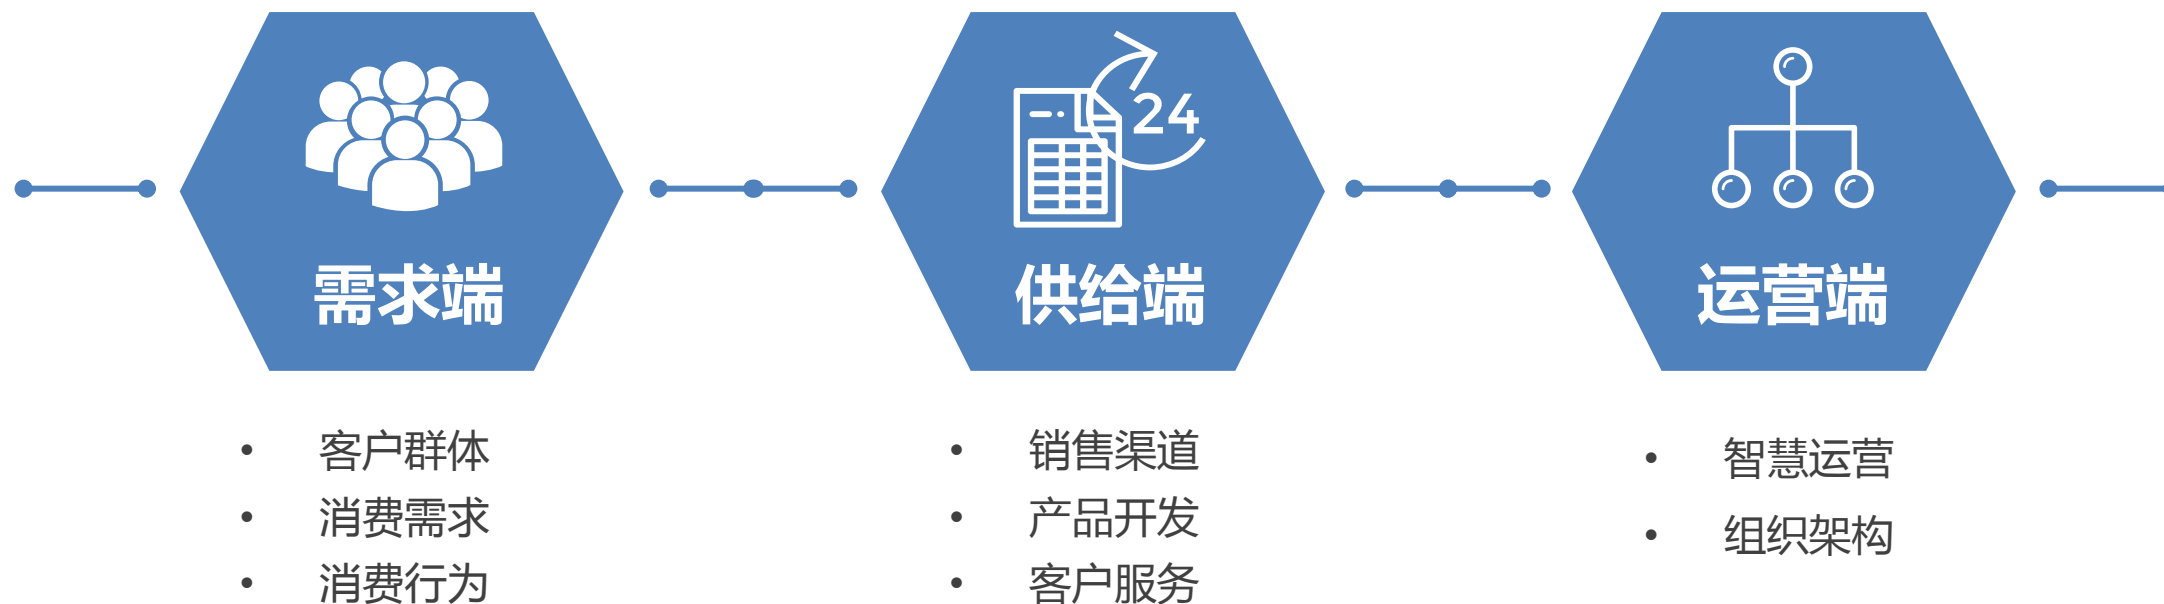 24
需求端
供给端
运营端
• 客户群体
• 消费需求
• 消费行为
• 销售渠道
• 产品开发
• 客户服务
• 智慧运营
• 组织架构